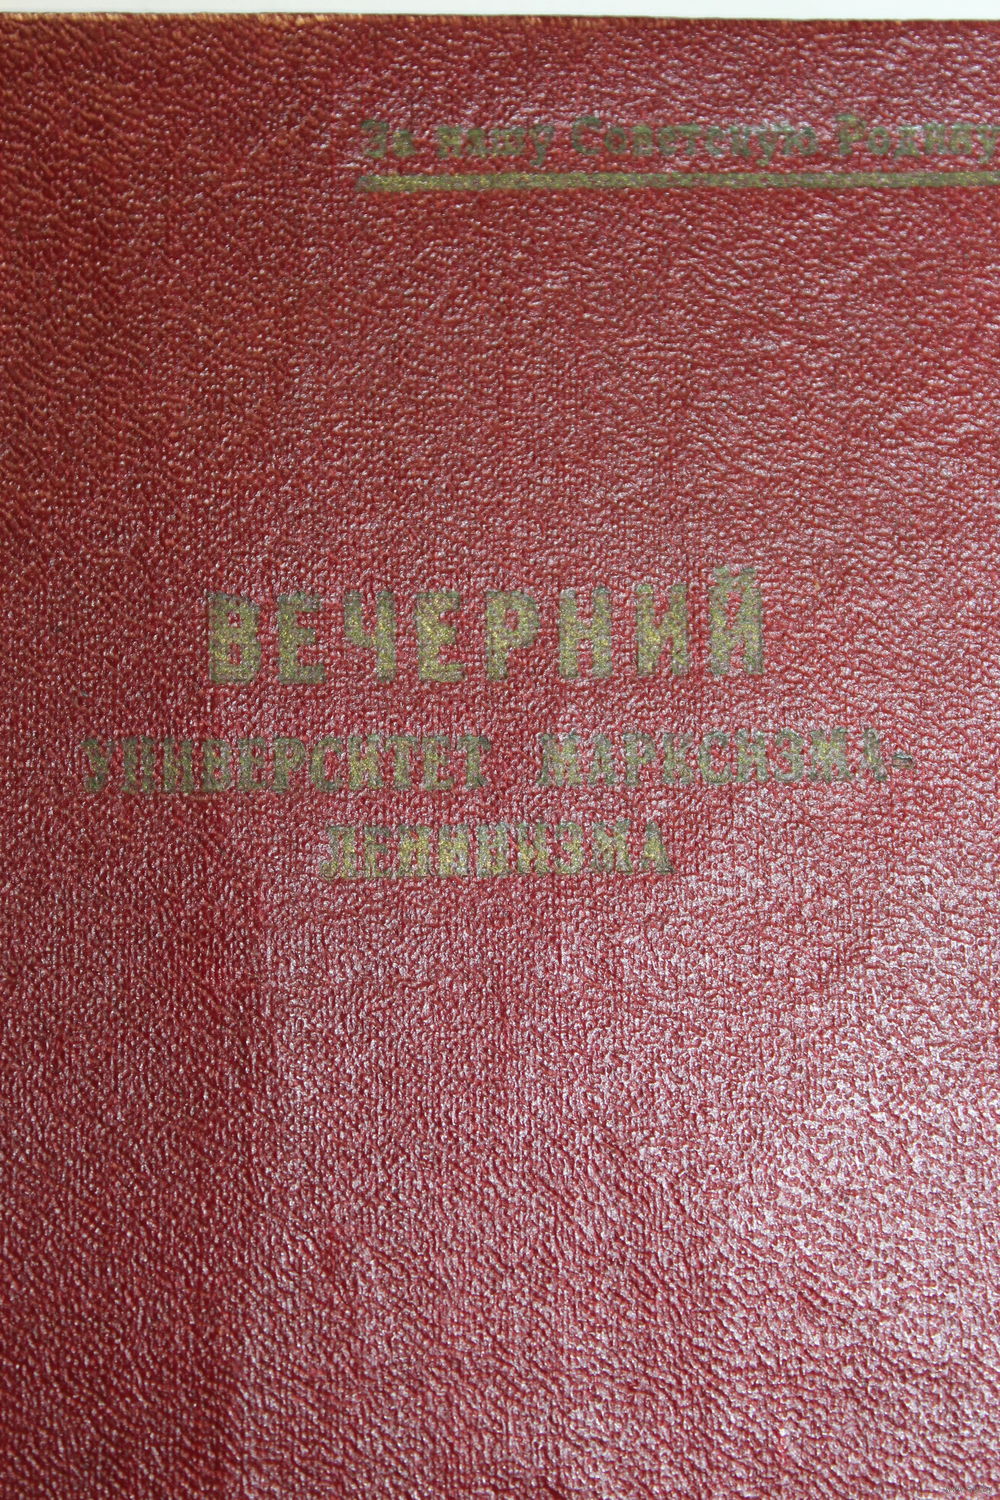 За нашу Советскую Родину
ВЕЧЕРНИЙ
УНИВЕРСИТЕТ МАРКСИЗМА-
ЛЕНИНИЗМА